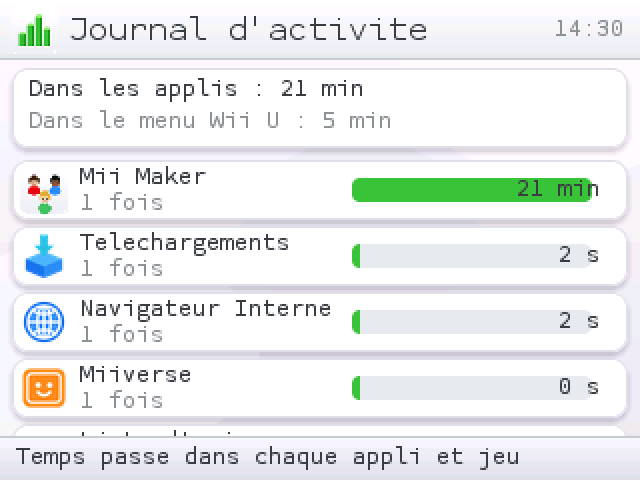 Journal d'activite
14:30
Dans les applis : 21 min
Dans le menu Wii U : 5 min
Mii Maker
21 min
1 fois
Telechargements
2 s
1 fois
Navigateur Interne
2 s
1 fois
Miiverse
0 s
1 fois
Temps passe dans chaque appli et jeu